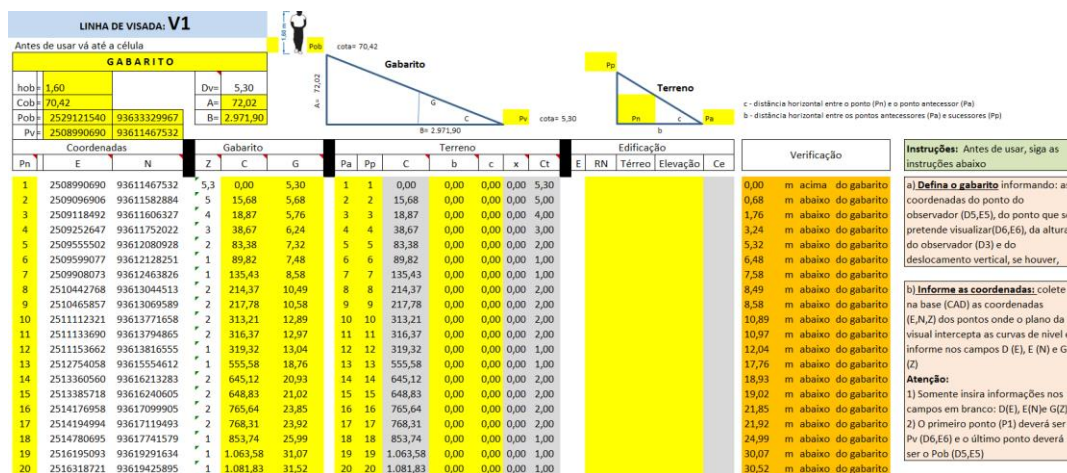 LINHA DE VISADA: V1
Antes de usar vá até a célula
GABARITO
hob= 1,60 Dv= 5,30
Cob= 70,42 A= 72,02
Pob= 2529121540 93633329967 B= 2.971,90
Pv= 2508990690 93611467532
1,60 m
Pob cota= 70,42
Gabarito
A= 72,02
G
C
Pv cota= 5,30
B= 2.971,90
Pp
Terreno
Pn c Pa
b
c - distância horizontal entre o ponto (Pn) e o ponto antecessor (Pa)
b - distância horizontal entre os pontos antecessores (Pa) e sucessores (Pp)
Coordenadas Gabarito Terreno Edificação Verificação
Pn E N Z C G Pa Pp C b c x Ct E RN Térreo Elevação Ce
1 2508990690 93611467532 5,3 0,00 5,30 1 1 0,00 0,00 0,00 0,00 5,30 0,00 m acima do gabarito
2 2509096906 93611582884 5 15,68 5,68 2 2 15,68 0,00 0,00 0,00 5,00 0,68 m abaixo do gabarito
3 2509118492 93611606327 4 18,87 5,76 3 3 18,87 0,00 0,00 0,00 4,00 1,76 m abaixo do gabarito
4 2509252647 93611752022 3 38,67 6,24 4 4 38,67 0,00 0,00 0,00 3,00 3,24 m abaixo do gabarito
5 2509555502 93612080928 2 83,38 7,32 5 5 83,38 0,00 0,00 0,00 2,00 5,32 m abaixo do gabarito
6 2509599077 93612128251 1 89,82 7,48 6 6 89,82 0,00 0,00 0,00 1,00 6,48 m abaixo do gabarito
7 2509908073 93612463826 1 135,43 8,58 7 7 135,43 0,00 0,00 0,00 1,00 7,58 m abaixo do gabarito
8 2510442768 93613044513 2 214,37 10,49 8 8 214,37 0,00 0,00 0,00 2,00 8,49 m abaixo do gabarito
9 2510465857 93613069589 2 217,78 10,58 9 9 217,78 0,00 0,00 0,00 2,00 8,58 m abaixo do gabarito
10 2511112321 93613771658 2 313,21 12,89 10 10 313,21 0,00 0,00 0,00 2,00 10,89 m abaixo do gabarito
11 2511133690 93613794865 2 316,37 12,97 11 11 316,37 0,00 0,00 0,00 2,00 10,97 m abaixo do gabarito
12 2511153662 93613816555 1 319,32 13,04 12 12 319,32 0,00 0,00 0,00 1,00 12,04 m abaixo do gabarito
13 2512754058 93615554612 1 555,58 18,76 13 13 555,58 0,00 0,00 0,00 1,00 17,76 m abaixo do gabarito
14 2513360560 93616213283 2 645,12 20,93 14 14 645,12 0,00 0,00 0,00 2,00 18,93 m abaixo do gabarito
15 2513385718 93616240605 2 648,83 21,02 15 15 648,83 0,00 0,00 0,00 2,00 19,02 m abaixo do gabarito
16 2514176958 93617099905 2 765,64 23,85 16 16 765,64 0,00 0,00 0,00 2,00 21,85 m abaixo do gabarito
17 2514194994 93617119493 2 768,31 23,92 17 17 768,31 0,00 0,00 0,00 2,00 21,92 m abaixo do gabarito
18 2514780695 93617741579 1 853,74 25,99 18 18 853,74 0,00 0,00 0,00 1,00 24,99 m abaixo do gabarito
19 2516195093 93619291634 1 1.063,58 31,07 19 19 1.063,58 0,00 0,00 0,00 1,00 30,07 m abaixo do gabarito
20 2516318721 93619425895 1 1.081,83 31,52 20 20 1.081,83 0,00 0,00 0,00 1,00 30,52 m abaixo do gabarito
Instruções: Antes de usar, siga as
instruções abaixo
a) Defina o gabarito informando: as
coordenadas do ponto do
observador (D5,E5), do ponto que se
pretende visualizar(D6,E6), da altura
do observador (D3) e do
deslocamento vertical, se houver,
b) Informe as coordenadas: colete
na base (CAD) as coordenadas
(E,N,Z) dos pontos onde o plano da
visual intercepta as curvas de nível e
informe nos campos D (E), E (N) e G
(Z)
Atenção:
1) Somente insira informações nos
campos em branco: D(E), E(N)e G(Z)
2) O primeiro ponto (P1) deverá ser
Pv (D6,E6) e o último ponto deverá
ser o Pob (D5,E5)